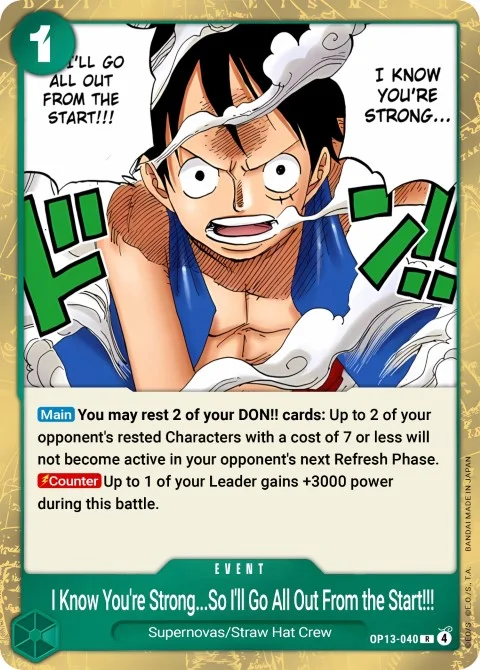 1
I'LL GO
ALL OUT
FROM THE
START!!!
I KNOW
YOU'RE
STRONG...
ドン!!
Main You may rest 2 of your DON!! cards: Up to 2 of your
opponent's rested Characters with a cost of 7 or less will
not become active in your opponent's next Refresh Phase.
⚡Counter Up to 1 of your Leader gains +3000 power
during this battle.
EVENT
I Know You're Strong...So I'll Go All Out From the Start!!!
Supernovas/Straw Hat Crew
OP13-040 R 4
BANDAI MADE IN JAPAN